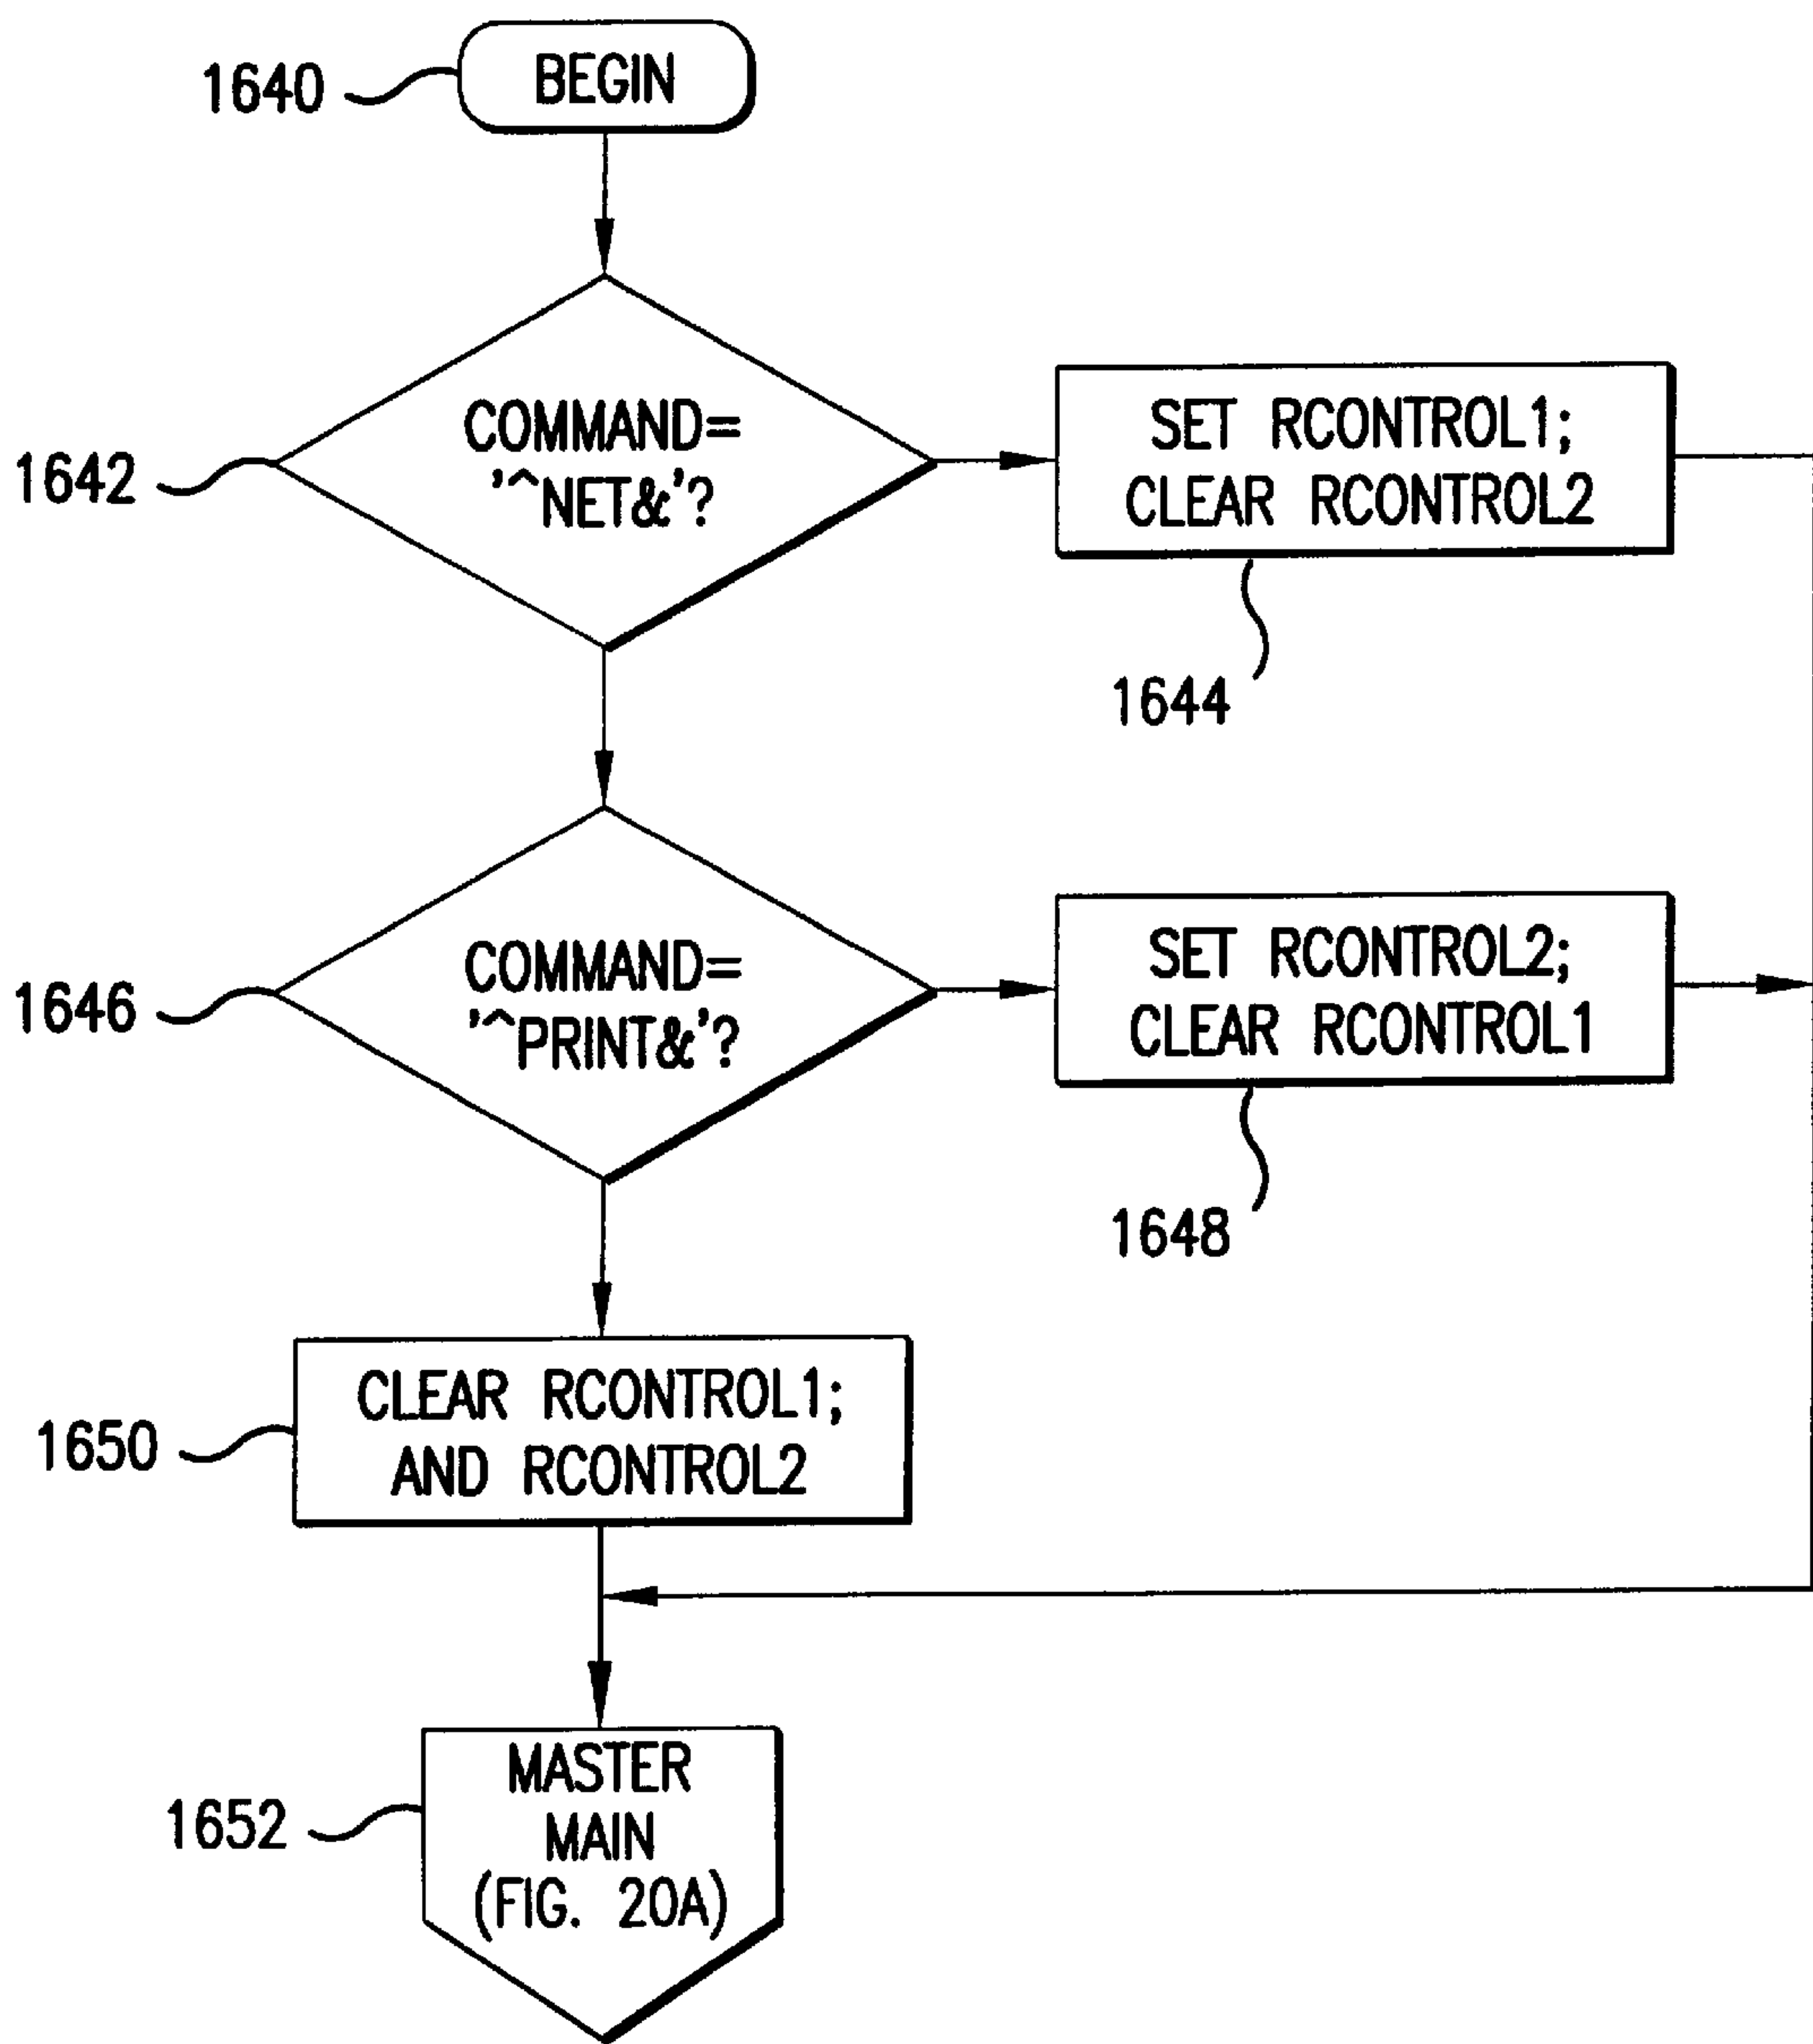 1640
BEGIN
1642
COMMAND=
'^NET&'?
SET RCONTROL1;
CLEAR RCONTROL2
1644
1646
COMMAND=
'^PRINT&'?
SET RCONTROL2;
CLEAR RCONTROL1
1648
1650
CLEAR RCONTROL1;
AND RCONTROL2
1652
MASTER
MAIN
(FIG. 20A)